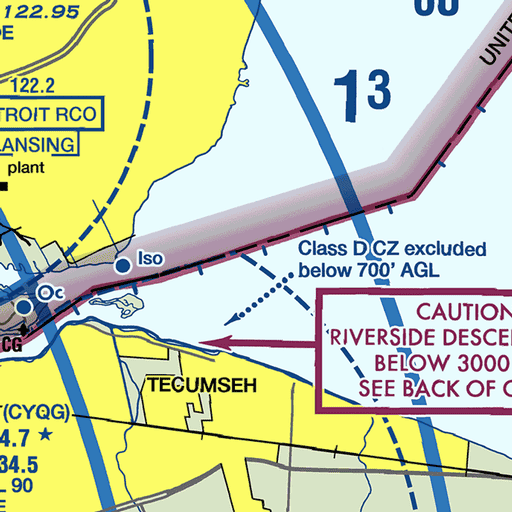 122.95
DE
122.2
TROIT RCO
LANSING
plant
13
UNITE
Iso
Oc
CG
Class D CZ excluded
below 700' AGL
CAUTION
RIVERSIDE DESCE
BELOW 3000
SEE BACK OF C
TECUMSEH
T(CYQG)
4.7 ★
34.5
L 90
E